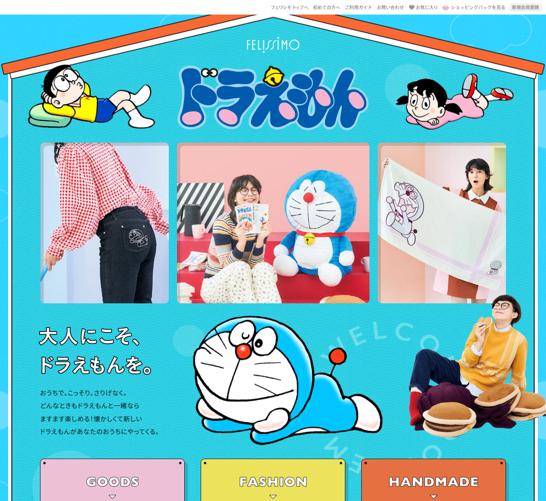 フェリシモトップへ 初めての方へ ご利用ガイド お問い合わせ お気に入り ショッピングバッグを見る 新規会員登録
FELISSIMO
ドラえもん
大人にこそ、
ドラえもんを。
おうちで。こっそり。さりげなく。
どんなときもドラえもんと一緒なら
ますます楽しめる！懐かしくて新しい
ドラえもんがあなたのおうちにやってくる。
GOODS
FASHION
HANDMADE